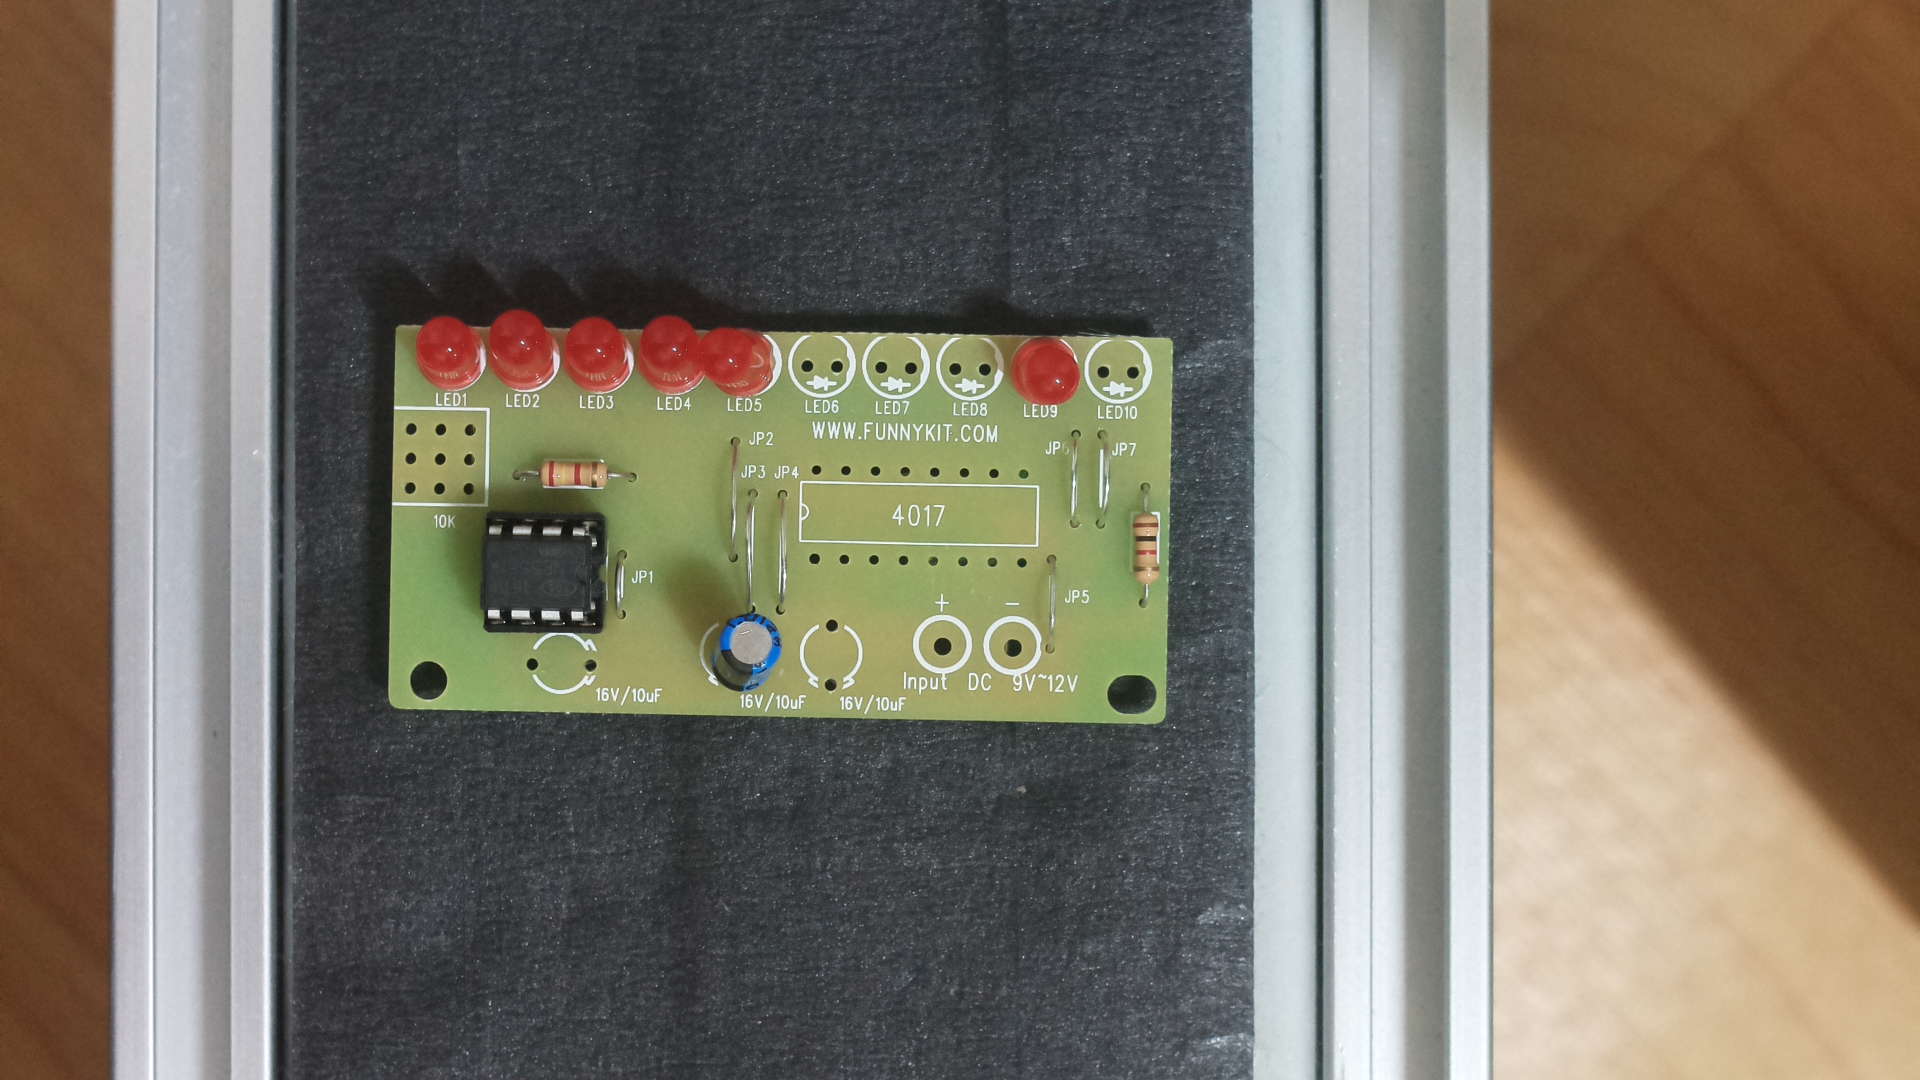 LED1 LED2 LED3 LED4 LED5 LED6 LED7 LED8 LED9 LED10
WWW.FUNNYKIT.COM
JP2
JP7
JP3 JP4
10K
4017
JP1
JP5
+ −
Input DC 9V~12V
16V/10uF
16V/10uF
16V/10uF